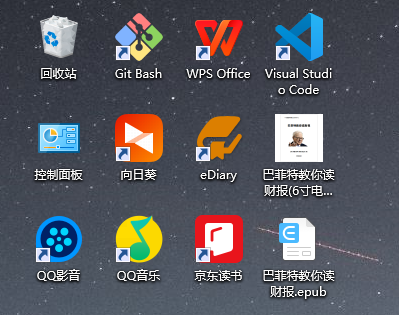 回收站
Git Bash
WPS Office
Visual Studi
o Code
控制面板
向日葵
eDiary
巴菲特教你读
财报(6寸电...
QQ影音
QQ音乐
京东读书
巴菲特教你读
财报.epub